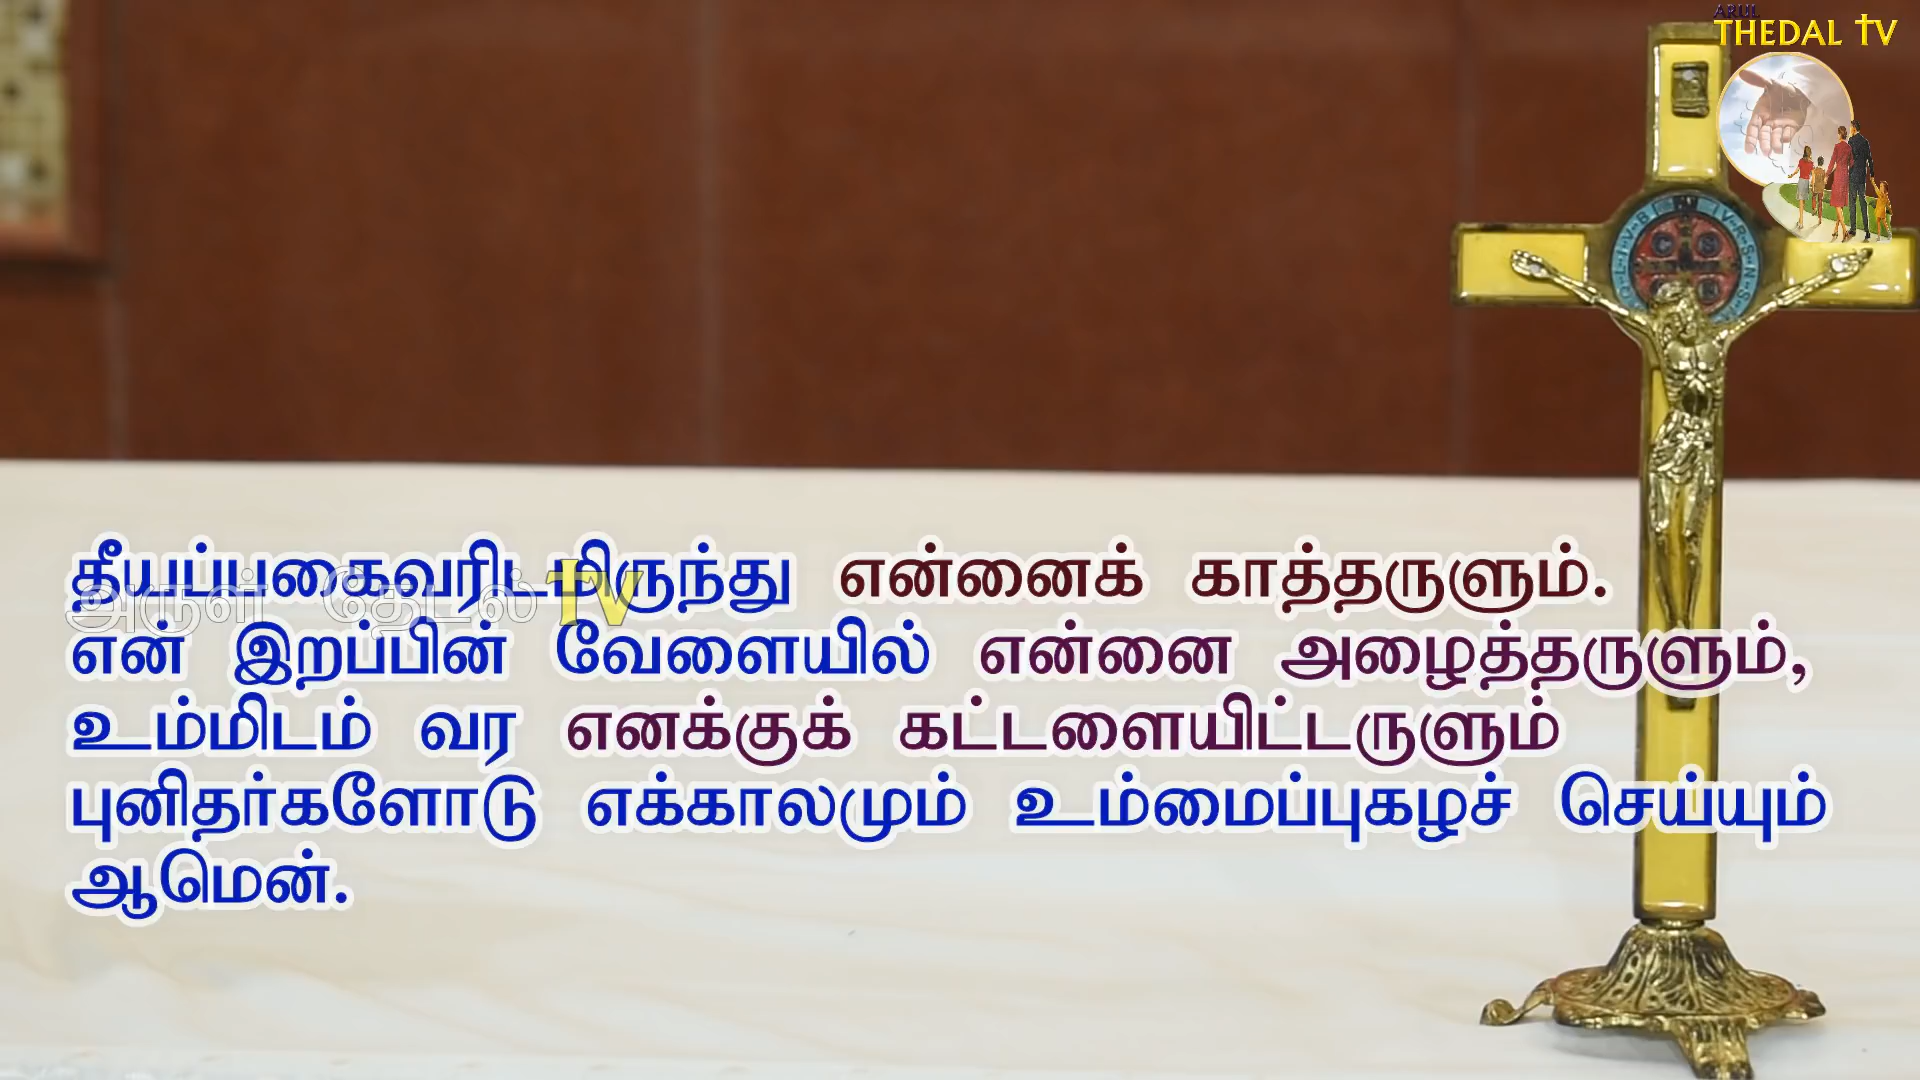 ARUL
THEDAL TV
தீயப்பகைவரிடமிருந்து என்னைக் காத்தருளும்.
அருள் தேடல் TV
என் இறப்பின் வேளையில் என்னை அழைத்தருளும்,
உம்மிடம் வர எனக்குக் கட்டளையிட்டருளும்
புனிதர்களோடு எக்காலமும் உம்மைப்புகழச் செய்யும்
ஆமென்.